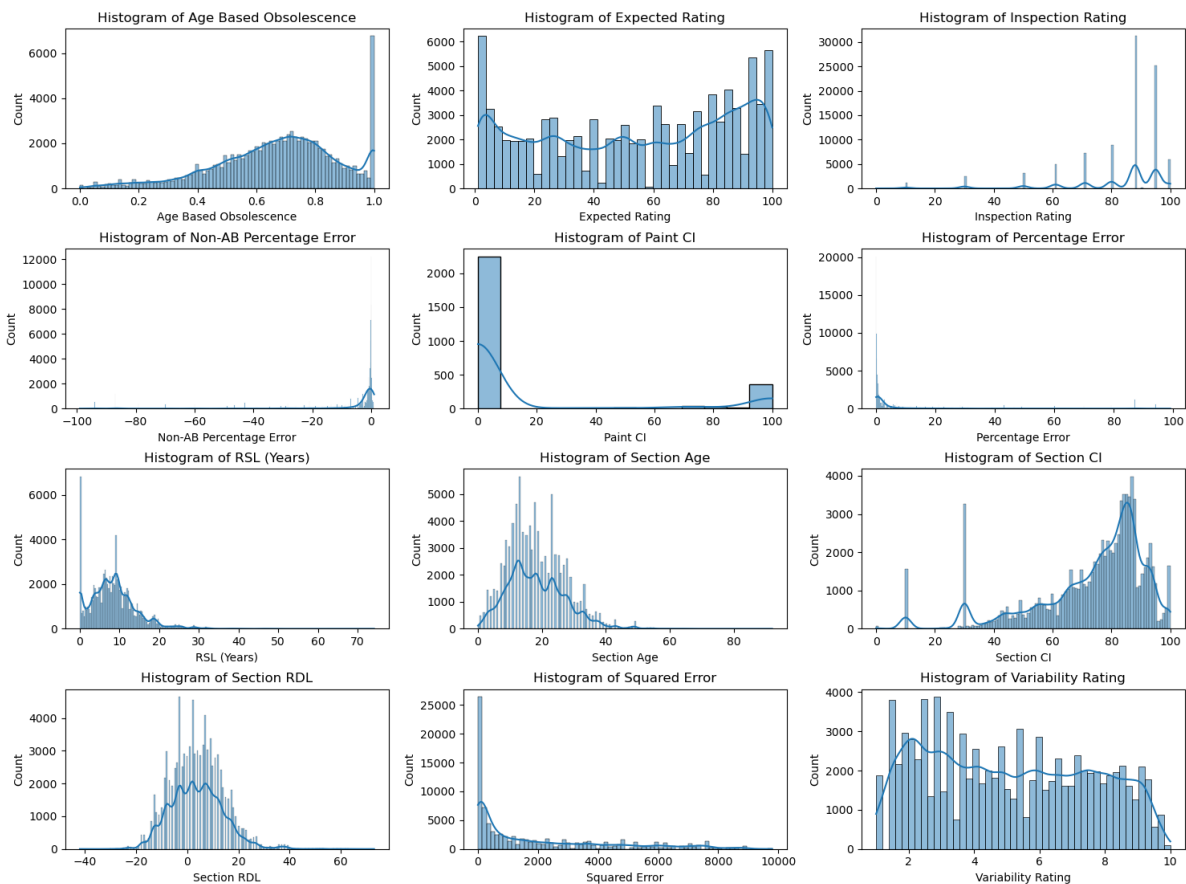 Histogram of Age Based Obsolescence
Count
6000
4000
2000
0
0.0 0.2 0.4 0.6 0.8 1.0
Age Based Obsolescence
Histogram of Expected Rating
Count
6000
5000
4000
3000
2000
1000
0
0 20 40 60 80 100
Expected Rating
Histogram of Inspection Rating
Count
30000
25000
20000
15000
10000
5000
0
0 20 40 60 80 100
Inspection Rating
Histogram of Non-AB Percentage Error
Count
12000
10000
8000
6000
4000
2000
0
−100 −80 −60 −40 −20 0
Non-AB Percentage Error
Histogram of Paint CI
Count
2000
1500
1000
500
0
0 20 40 60 80 100
Paint CI
Histogram of Percentage Error
Count
20000
15000
10000
5000
0
0 20 40 60 80 100
Percentage Error
Histogram of RSL (Years)
Count
6000
4000
2000
0
0 10 20 30 40 50 60 70
RSL (Years)
Histogram of Section Age
Count
5000
4000
3000
2000
1000
0
0 20 40 60 80
Section Age
Histogram of Section CI
Count
4000
3000
2000
1000
0
0 20 40 60 80 100
Section CI
Histogram of Section RDL
Count
4000
3000
2000
1000
0
−40 −20 0 20 40 60
Section RDL
Histogram of Squared Error
Count
25000
20000
15000
10000
5000
0
0 2000 4000 6000 8000 10000
Squared Error
Histogram of Variability Rating
Count
4000
3000
2000
1000
0
2 4 6 8 10
Variability Rating